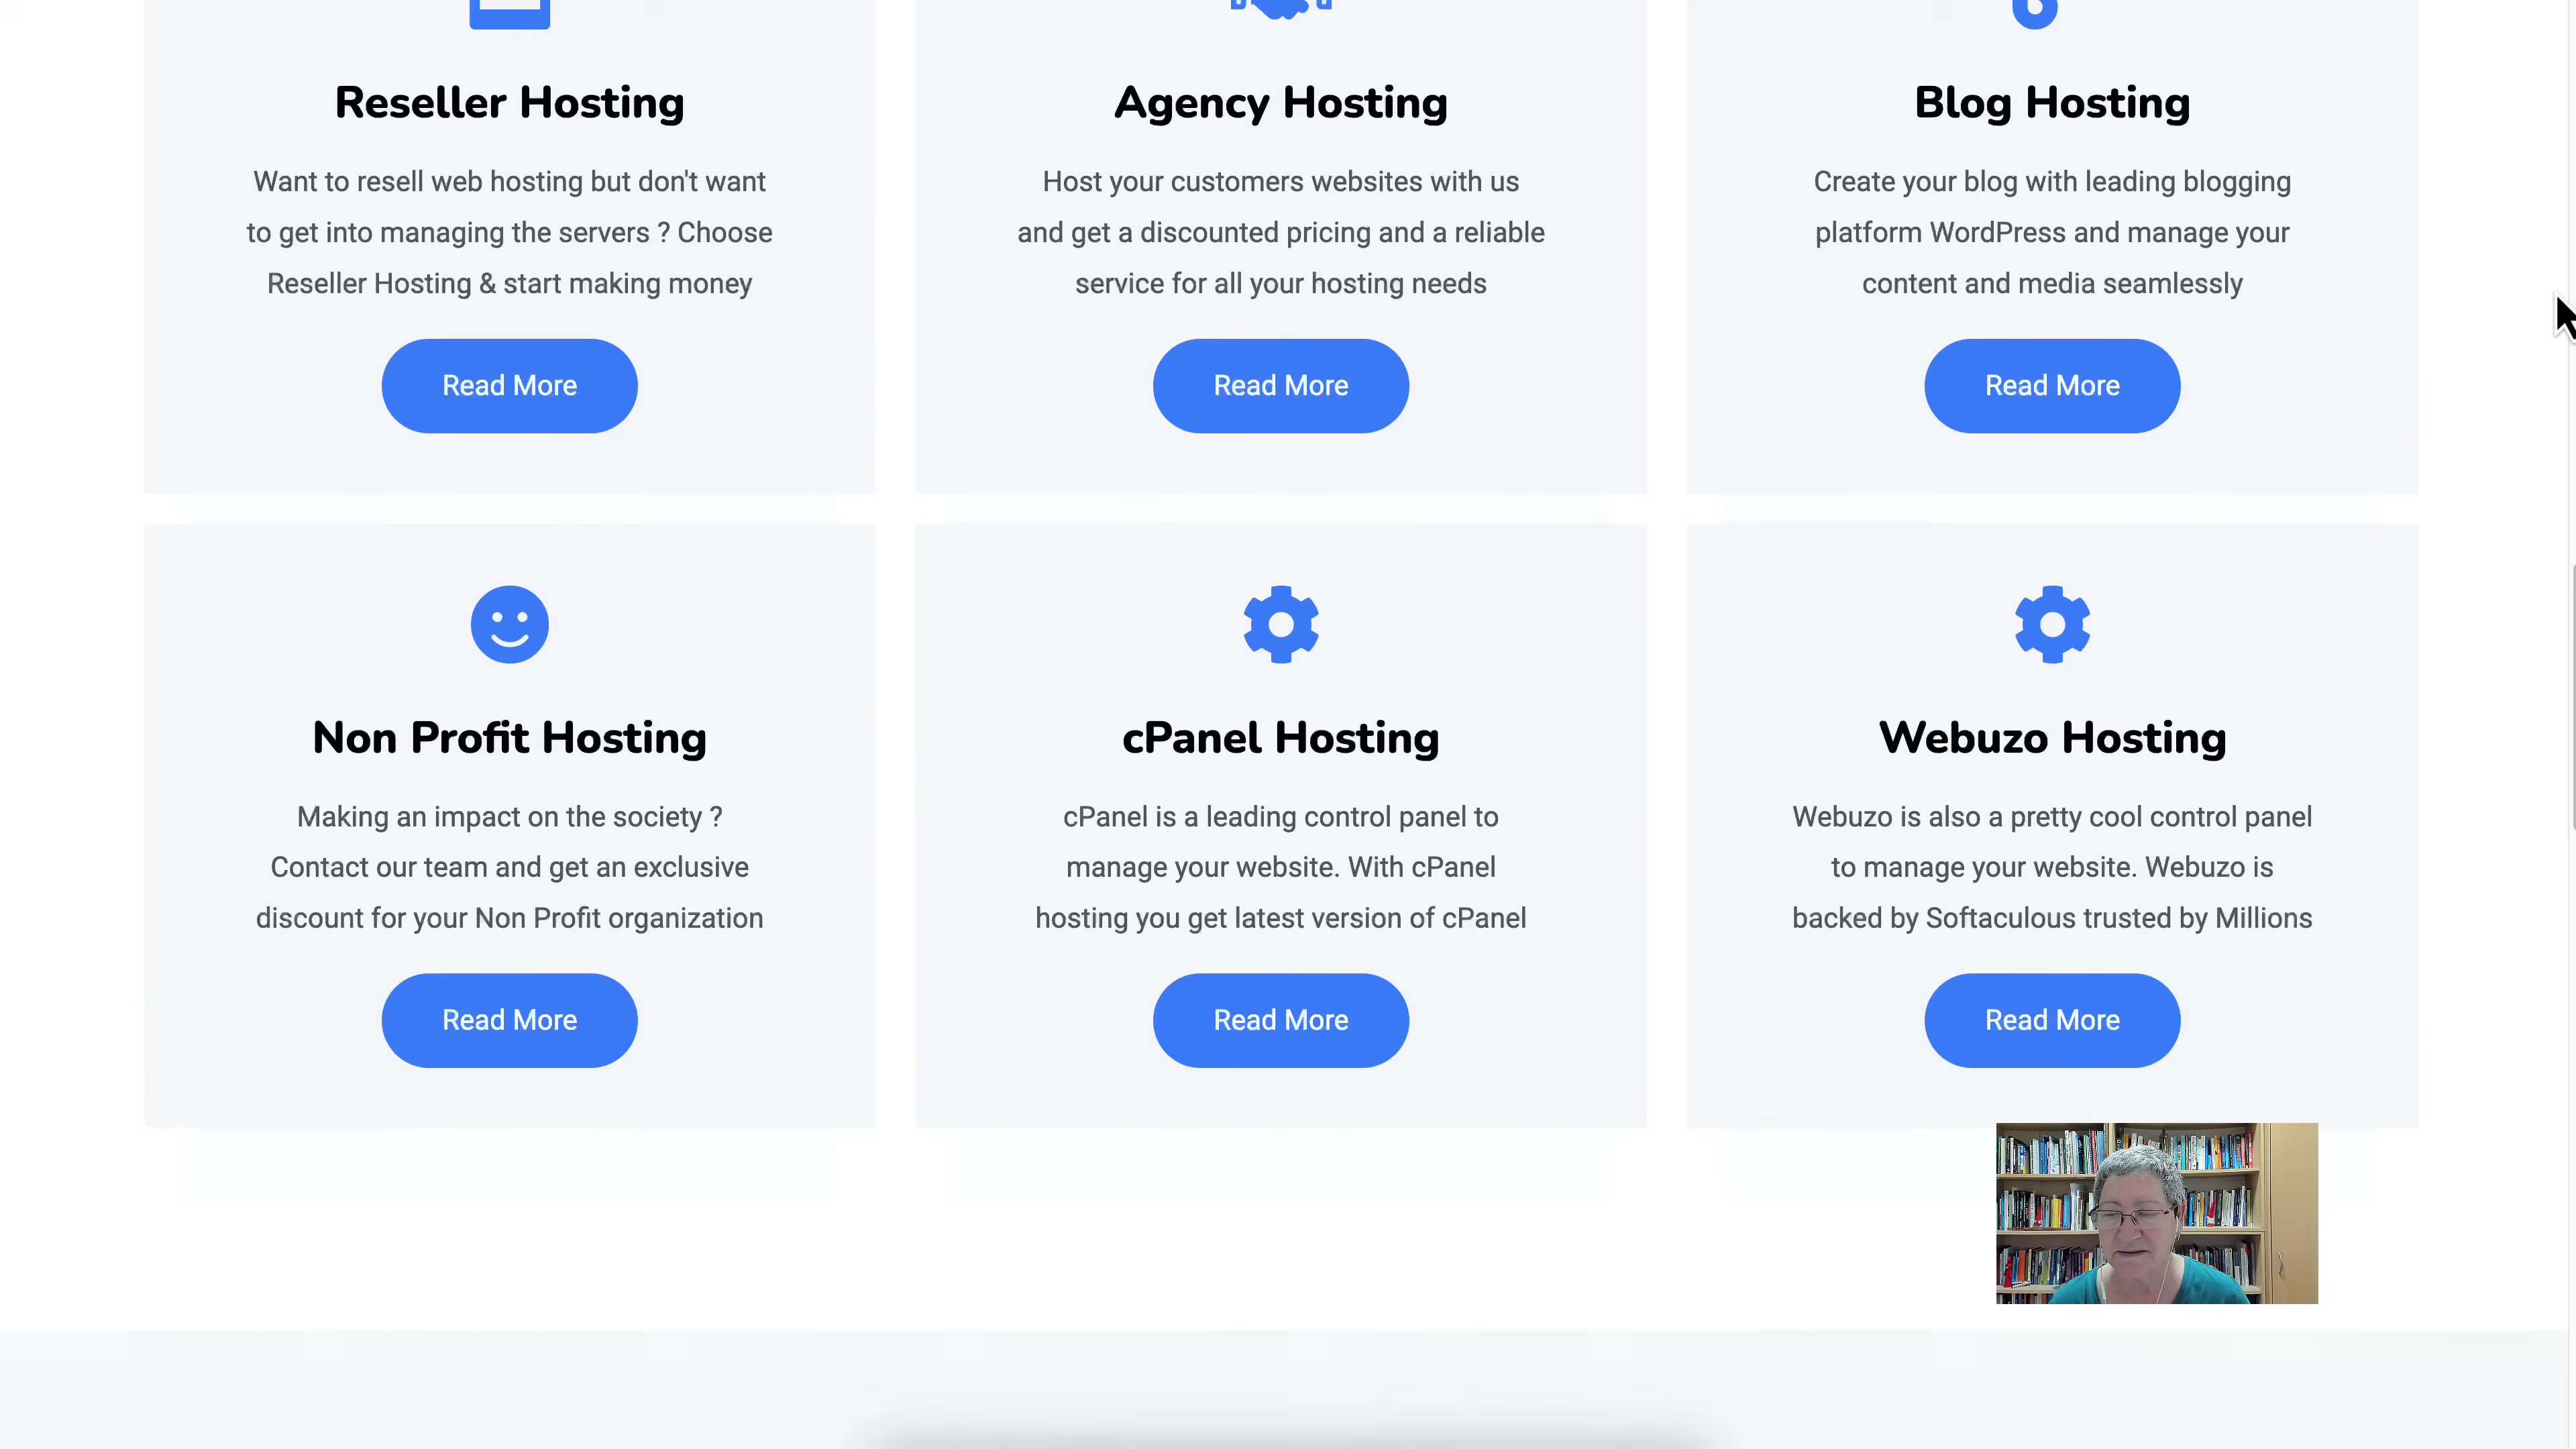 Reseller Hosting
Want to resell web hosting but don't want
to get into managing the servers ? Choose
Reseller Hosting & start making money
Read More
Agency Hosting
Host your customers websites with us
and get a discounted pricing and a reliable
service for all your hosting needs
Read More
Blog Hosting
Create your blog with leading blogging
platform WordPress and manage your
content and media seamlessly
Read More
Non Profit Hosting
Making an impact on the society ?
Contact our team and get an exclusive
discount for your Non Profit organization
Read More
cPanel Hosting
cPanel is a leading control panel to
manage your website. With cPanel
hosting you get latest version of cPanel
Read More
Webuzo Hosting
Webuzo is also a pretty cool control panel
to manage your website. Webuzo is
backed by Softaculous trusted by Millions
Read More